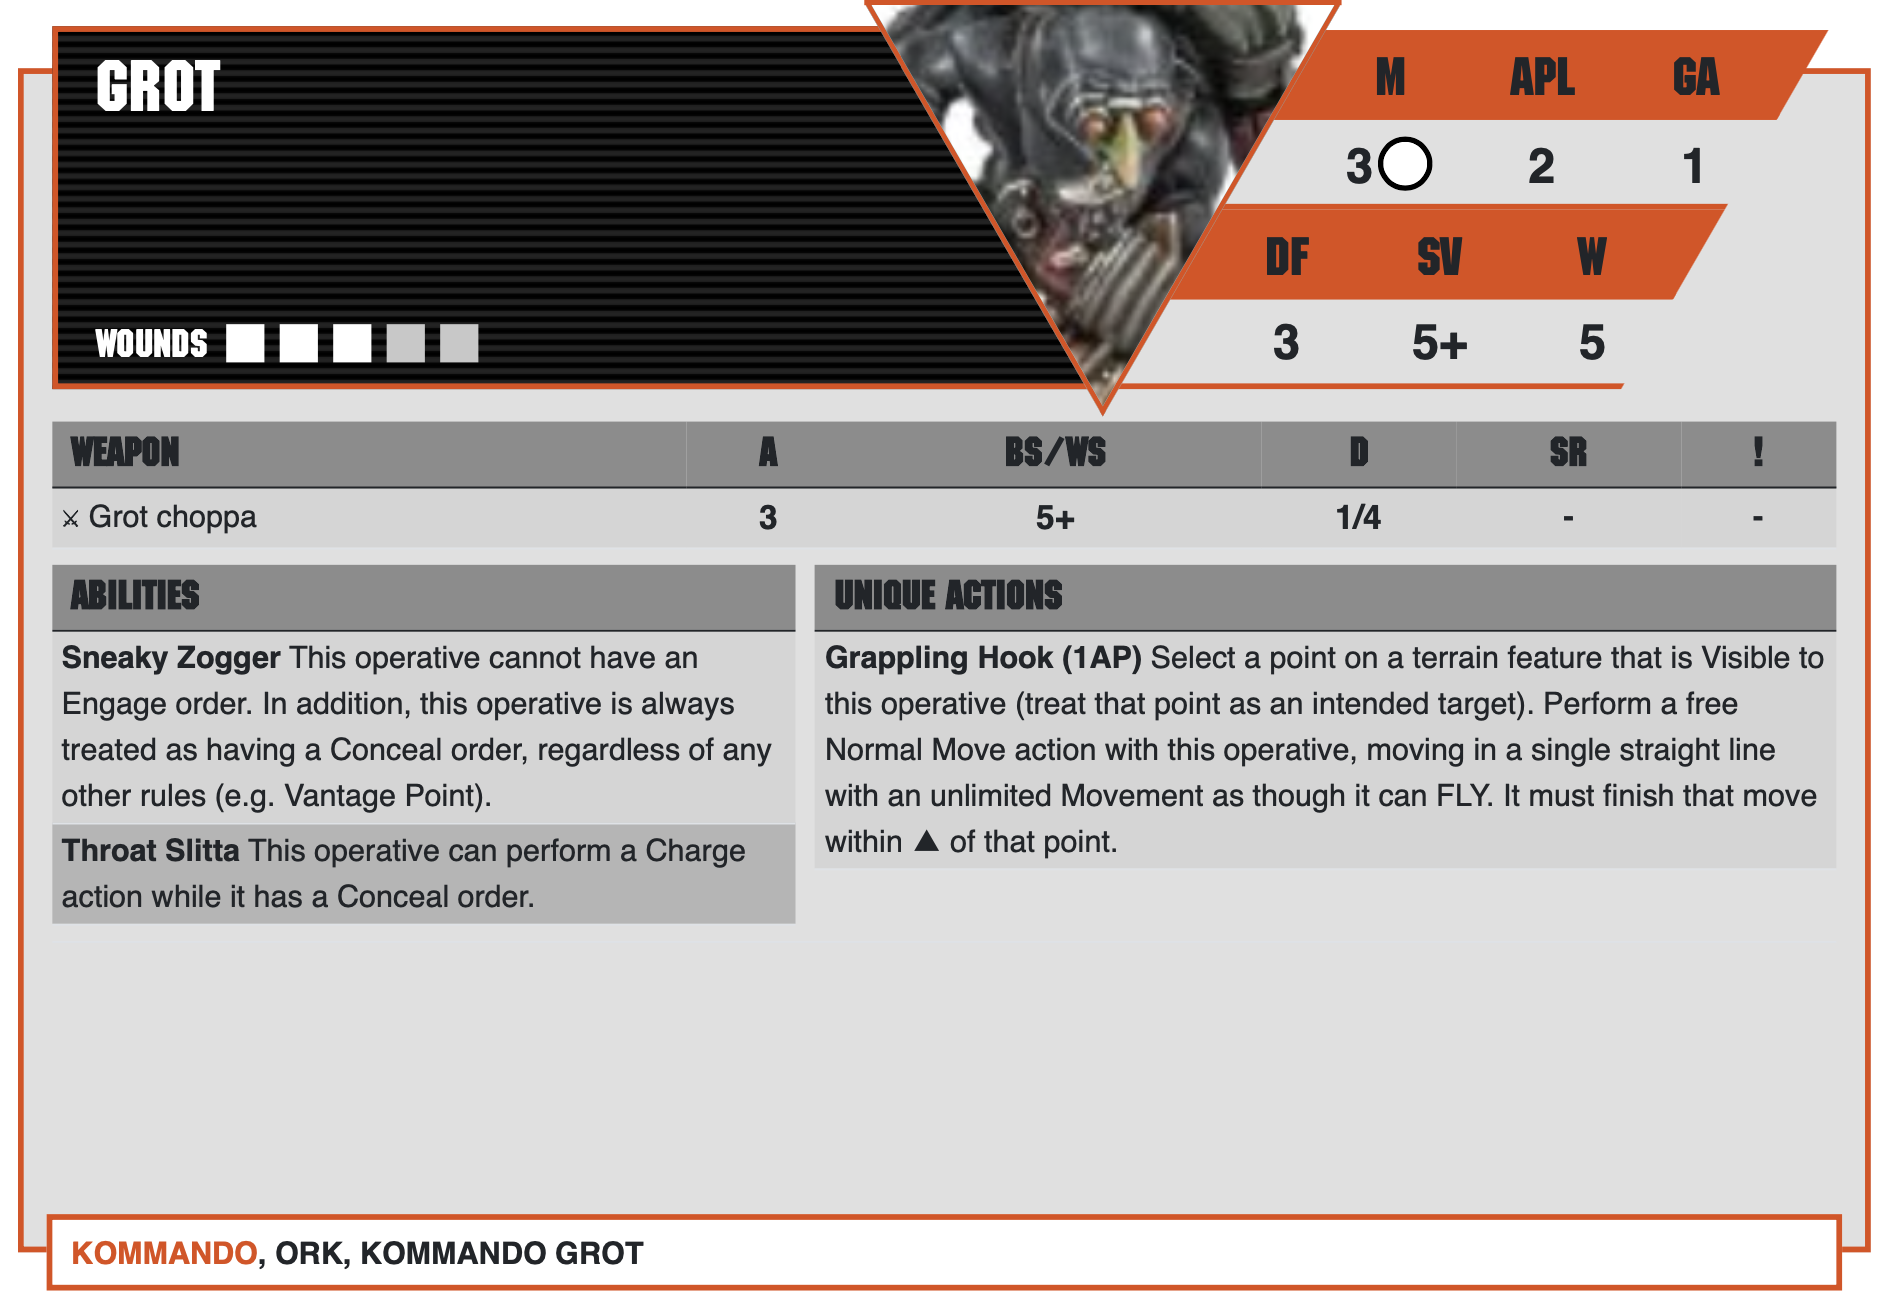 GROT
M APL GA
3◯ 2 1
DF SV W
3 5+ 5
WOUNDS
WEAPON A BS/WS D SR !
⚔ Grot choppa 3 5+ 1/4 - -
ABILITIES
Sneaky Zogger This operative cannot have an
Engage order. In addition, this operative is always
treated as having a Conceal order, regardless of any
other rules (e.g. Vantage Point).
Throat Slitta This operative can perform a Charge
action while it has a Conceal order.
UNIQUE ACTIONS
Grappling Hook (1AP) Select a point on a terrain feature that is Visible to
this operative (treat that point as an intended target). Perform a free
Normal Move action with this operative, moving in a single straight line
with an unlimited Movement as though it can FLY. It must finish that move
within ▲ of that point.
KOMMANDO, ORK, KOMMANDO GROT